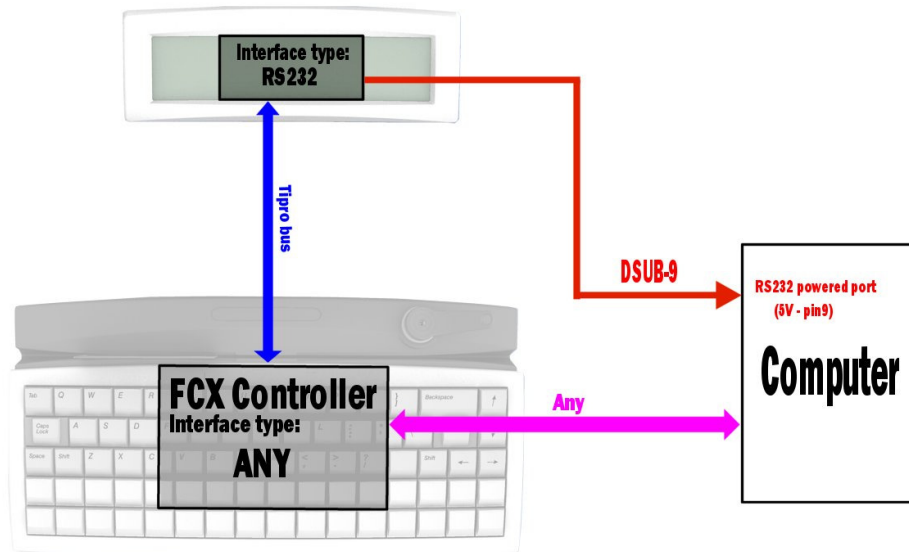 Interface type:
RS232
Tipro bus
DSUB-9
RS232 powered port
(5V - pin9)
Computer
FCX Controller
Interface type:
ANY
Any
Tab Q W E R } Backspace
Caps Lock A S D L :
Space Shift Z X C V B < > ? Shift